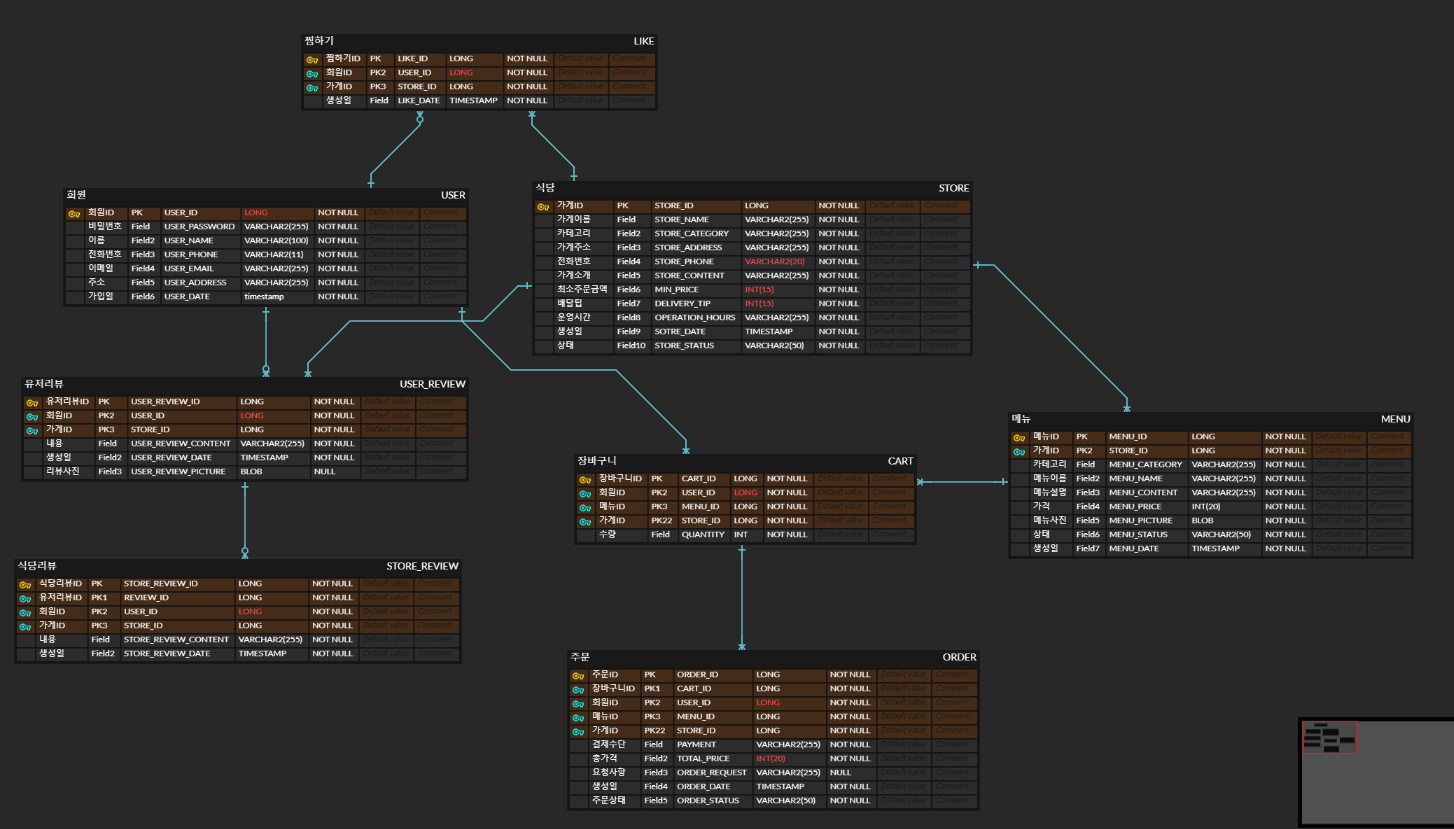 찜하기 LIKE
찜하기ID PK LIKE_ID LONG NOT NULL Default value Comment
회원ID PK2 USER_ID LONG NOT NULL Default value Comment
가게ID PK3 STORE_ID LONG NOT NULL Default value Comment
생성일 Field LIKE_DATE TIMESTAMP NOT NULL Default value Comment
회원 USER
회원ID PK USER_ID LONG NOT NULL Default value Comment
비밀번호 Field USER_PASSWORD VARCHAR2(255) NOT NULL Default value Comment
이름 Field2 USER_NAME VARCHAR2(100) NOT NULL Default value Comment
전화번호 Field3 USER_PHONE VARCHAR2(11) NOT NULL Default value Comment
이메일 Field4 USER_EMAIL VARCHAR2(255) NOT NULL Default value Comment
주소 Field5 USER_ADDRESS VARCHAR2(255) NOT NULL Default value Comment
가입일 Field6 USER_DATE timestamp NOT NULL Default value Comment
식당 STORE
가게ID PK STORE_ID LONG NOT NULL Default value Comment
가게이름 Field STORE_NAME VARCHAR2(255) NOT NULL Default value Comment
카테고리 Field2 STORE_CATEGORY VARCHAR2(255) NOT NULL Default value Comment
가게주소 Field3 STORE_ADDRESS VARCHAR2(255) NOT NULL Default value Comment
전화번호 Field4 STORE_PHONE VARCHAR2(20) NOT NULL Default value Comment
가게소개 Field5 STORE_CONTENT VARCHAR2(255) NOT NULL Default value Comment
최소주문금액 Field6 MIN_PRICE INT(15) NOT NULL Default value Comment
배달팁 Field7 DELIVERY_TIP INT(15) NOT NULL Default value Comment
운영시간 Field8 OPERATION_HOURS VARCHAR2(255) NOT NULL Default value Comment
생성일 Field9 SOTRE_DATE TIMESTAMP NOT NULL Default value Comment
상태 Field10 STORE_STATUS VARCHAR2(50) NOT NULL Default value Comment
유저리뷰 USER_REVIEW
유저리뷰ID PK USER_REVIEW_ID LONG NOT NULL Default value Comment
회원ID PK2 USER_ID LONG NOT NULL Default value Comment
가게ID PK3 STORE_ID LONG NOT NULL Default value Comment
내용 Field USER_REVIEW_CONTENT VARCHAR2(255) NOT NULL Default value Comment
생성일 Field2 USER_REVIEW_DATE TIMESTAMP NOT NULL Default value Comment
리뷰사진 Field3 USER_REVIEW_PICTURE BLOB NULL Default value Comment
메뉴 MENU
메뉴ID PK MENU_ID LONG NOT NULL Default value Comment
가게ID PK2 STORE_ID LONG NOT NULL Default value Comment
카테고리 Field MENU_CATEGORY VARCHAR2(255) NOT NULL Default value Comment
메뉴이름 Field2 MENU_NAME VARCHAR2(255) NOT NULL Default value Comment
메뉴설명 Field3 MENU_CONTENT VARCHAR2(255) NOT NULL Default value Comment
가격 Field4 MENU_PRICE INT(20) NOT NULL Default value Comment
메뉴사진 Field5 MENU_PICTURE BLOB NOT NULL Default value Comment
상태 Field6 MENU_STATUS VARCHAR2(50) NOT NULL Default value Comment
생성일 Field7 MENU_DATE TIMESTAMP NOT NULL Default value Comment
장바구니 CART
장바구니ID PK CART_ID LONG NOT NULL Default value Comment
회원ID PK2 USER_ID LONG NOT NULL Default value Comment
메뉴ID PK3 MENU_ID LONG NOT NULL Default value Comment
가게ID PK22 STORE_ID LONG NOT NULL Default value Comment
수량 Field QUANTITY INT NOT NULL Default value Comment
식당리뷰 STORE_REVIEW
식당리뷰ID PK STORE_REVIEW_ID LONG NOT NULL Default value Comment
유저리뷰ID PK1 REVIEW_ID LONG NOT NULL Default value Comment
회원ID PK2 USER_ID LONG NOT NULL Default value Comment
가게ID PK3 STORE_ID LONG NOT NULL Default value Comment
내용 Field STORE_REVIEW_CONTENT VARCHAR2(255) NOT NULL Default value Comment
생성일 Field2 STORE_REVIEW_DATE TIMESTAMP NOT NULL Default value Comment
주문 ORDER
주문ID PK ORDER_ID LONG NOT NULL Default value Comment
장바구니ID PK1 CART_ID LONG NOT NULL Default value Comment
회원ID PK2 USER_ID LONG NOT NULL Default value Comment
메뉴ID PK3 MENU_ID LONG NOT NULL Default value Comment
가게ID PK22 STORE_ID LONG NOT NULL Default value Comment
결제수단 Field PAYMENT VARCHAR2(255) NOT NULL Default value Comment
총가격 Field2 TOTAL_PRICE INT(20) NOT NULL Default value Comment
요청사항 Field3 ORDER_REQUEST VARCHAR2(255) NULL Default value Comment
생성일 Field4 ORDER_DATE TIMESTAMP NOT NULL Default value Comment
주문상태 Field5 ORDER_STATUS VARCHAR2(50) NOT NULL Default value Comment